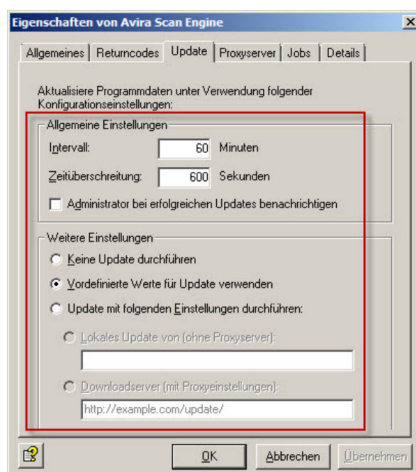 Eigenschaften von Avira Scan Engine
Allgemeines Returncodes Update Proxyserver Jobs Details
Aktualisiere Programmdaten unter Verwendung folgender
Konfigurationseinstellungen:
Allgemeine Einstellungen
Intervall: 60 Minuten
Zeitüberschreitung: 600 Sekunden
Administrator bei erfolgreichen Updates benachrichtigen
Weitere Einstellungen
Keine Update durchführen
Vordefinierte Werte für Update verwenden
Update mit folgenden Einstellungen durchführen:
Lokales Update von (ohne Proxyserver):
Downloadserver (mit Proxyeinstellungen):
http://example.com/update/
OK Abbrechen Übernehmen